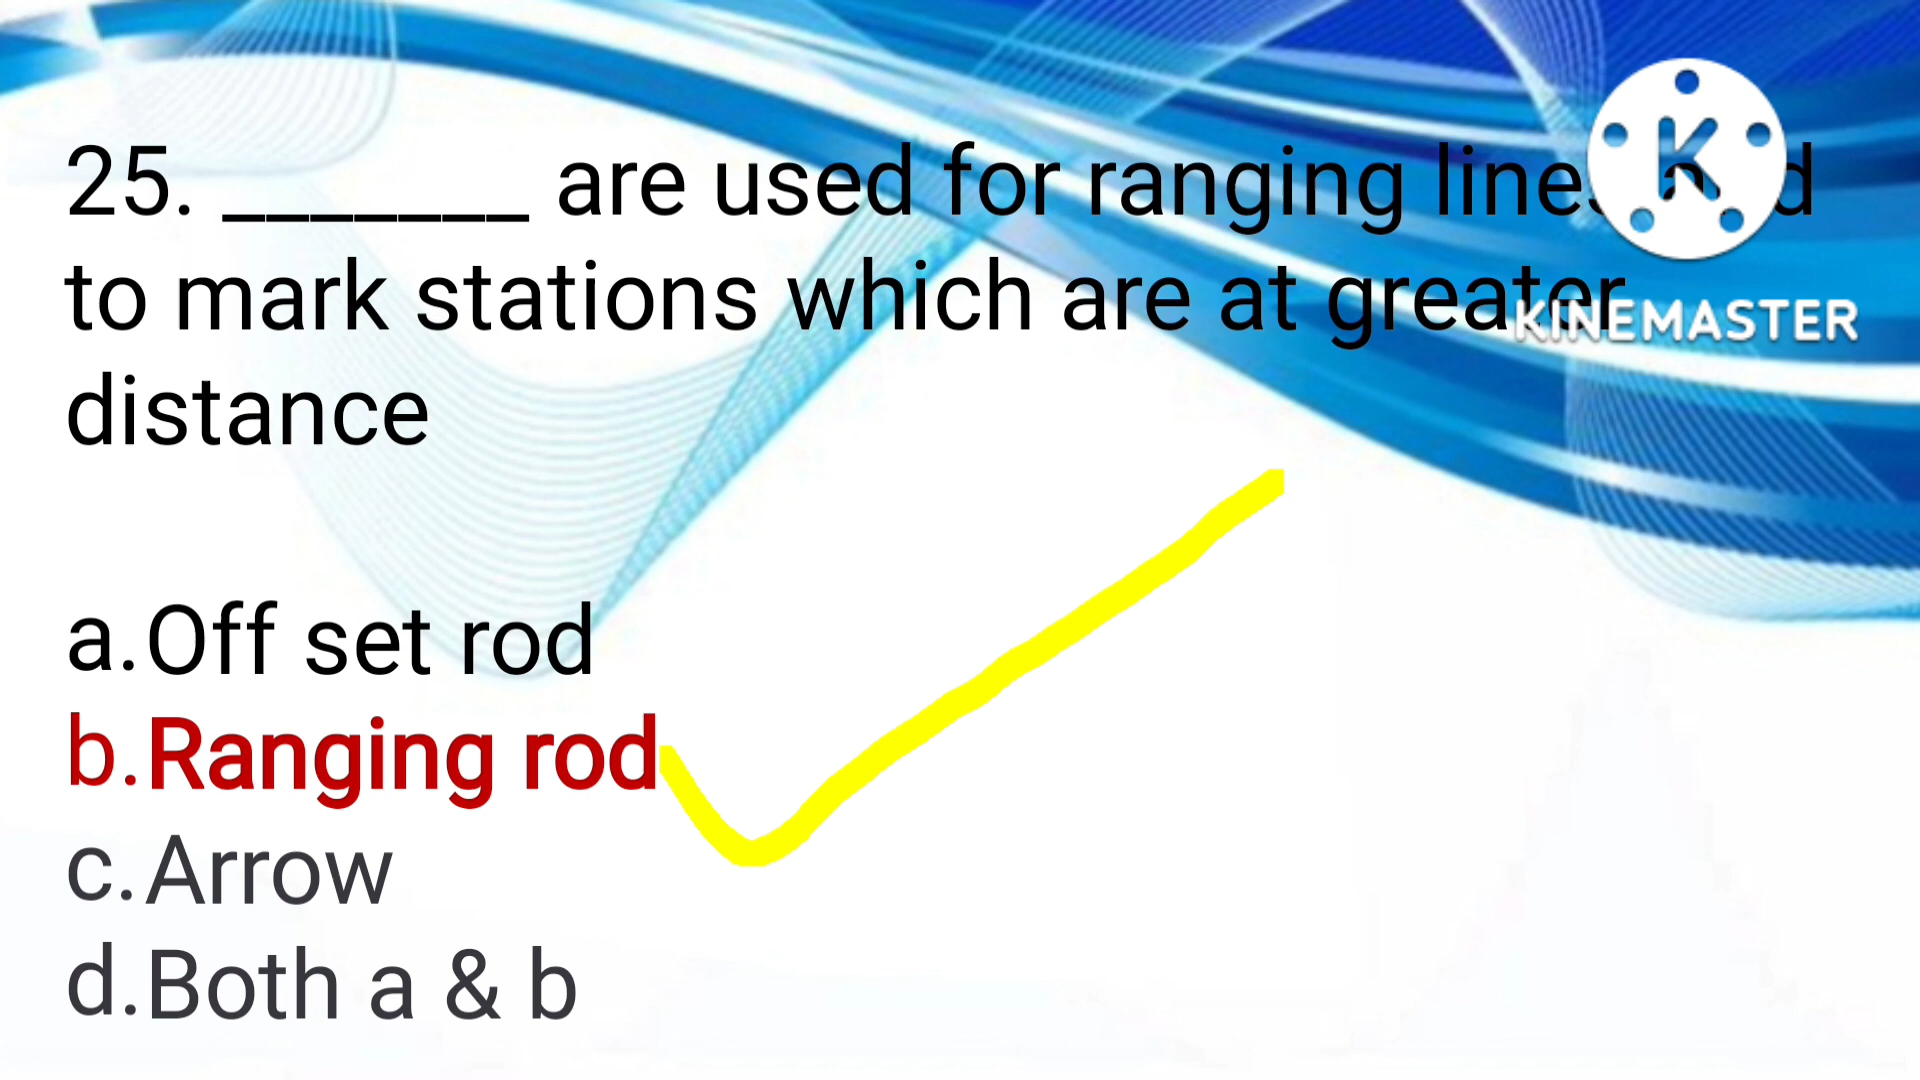 25. _______ are used for ranging lines and
to mark stations which are at greater
distance
a. Off set rod
b. Ranging rod
c. Arrow
d. Both a & b
K
KINEMASTER